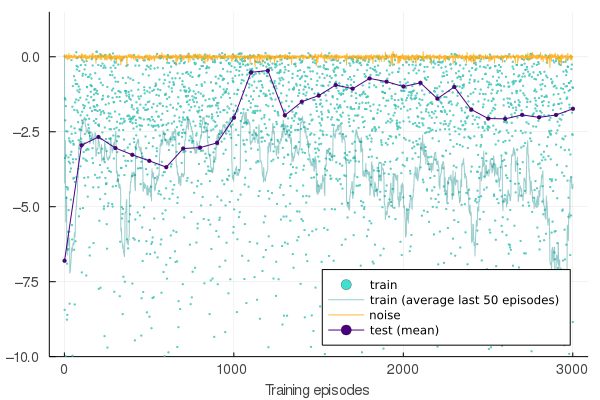 0.0
−2.5
−5.0
−7.5
−10.0
0
1000
2000
3000
Training episodes
train
train (average last 50 episodes)
noise
test (mean)